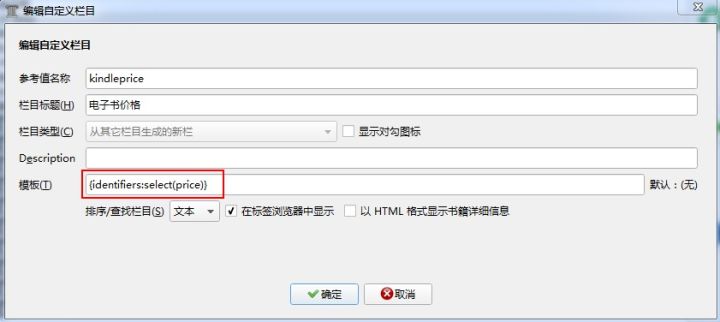 编辑自定义栏目
编辑自定义栏目
参考值名称 kindleprice
栏目标题(H) 电子书价格
栏目类型(C) 从其它栏目生成的新栏 显示对勾图标
Description
模板(T) {identifiers:select(price)} 默认：(无)
排序/查找栏目(S) 文本 在标签浏览器中显示 以 HTML 格式显示书籍详细信息
确定 取消